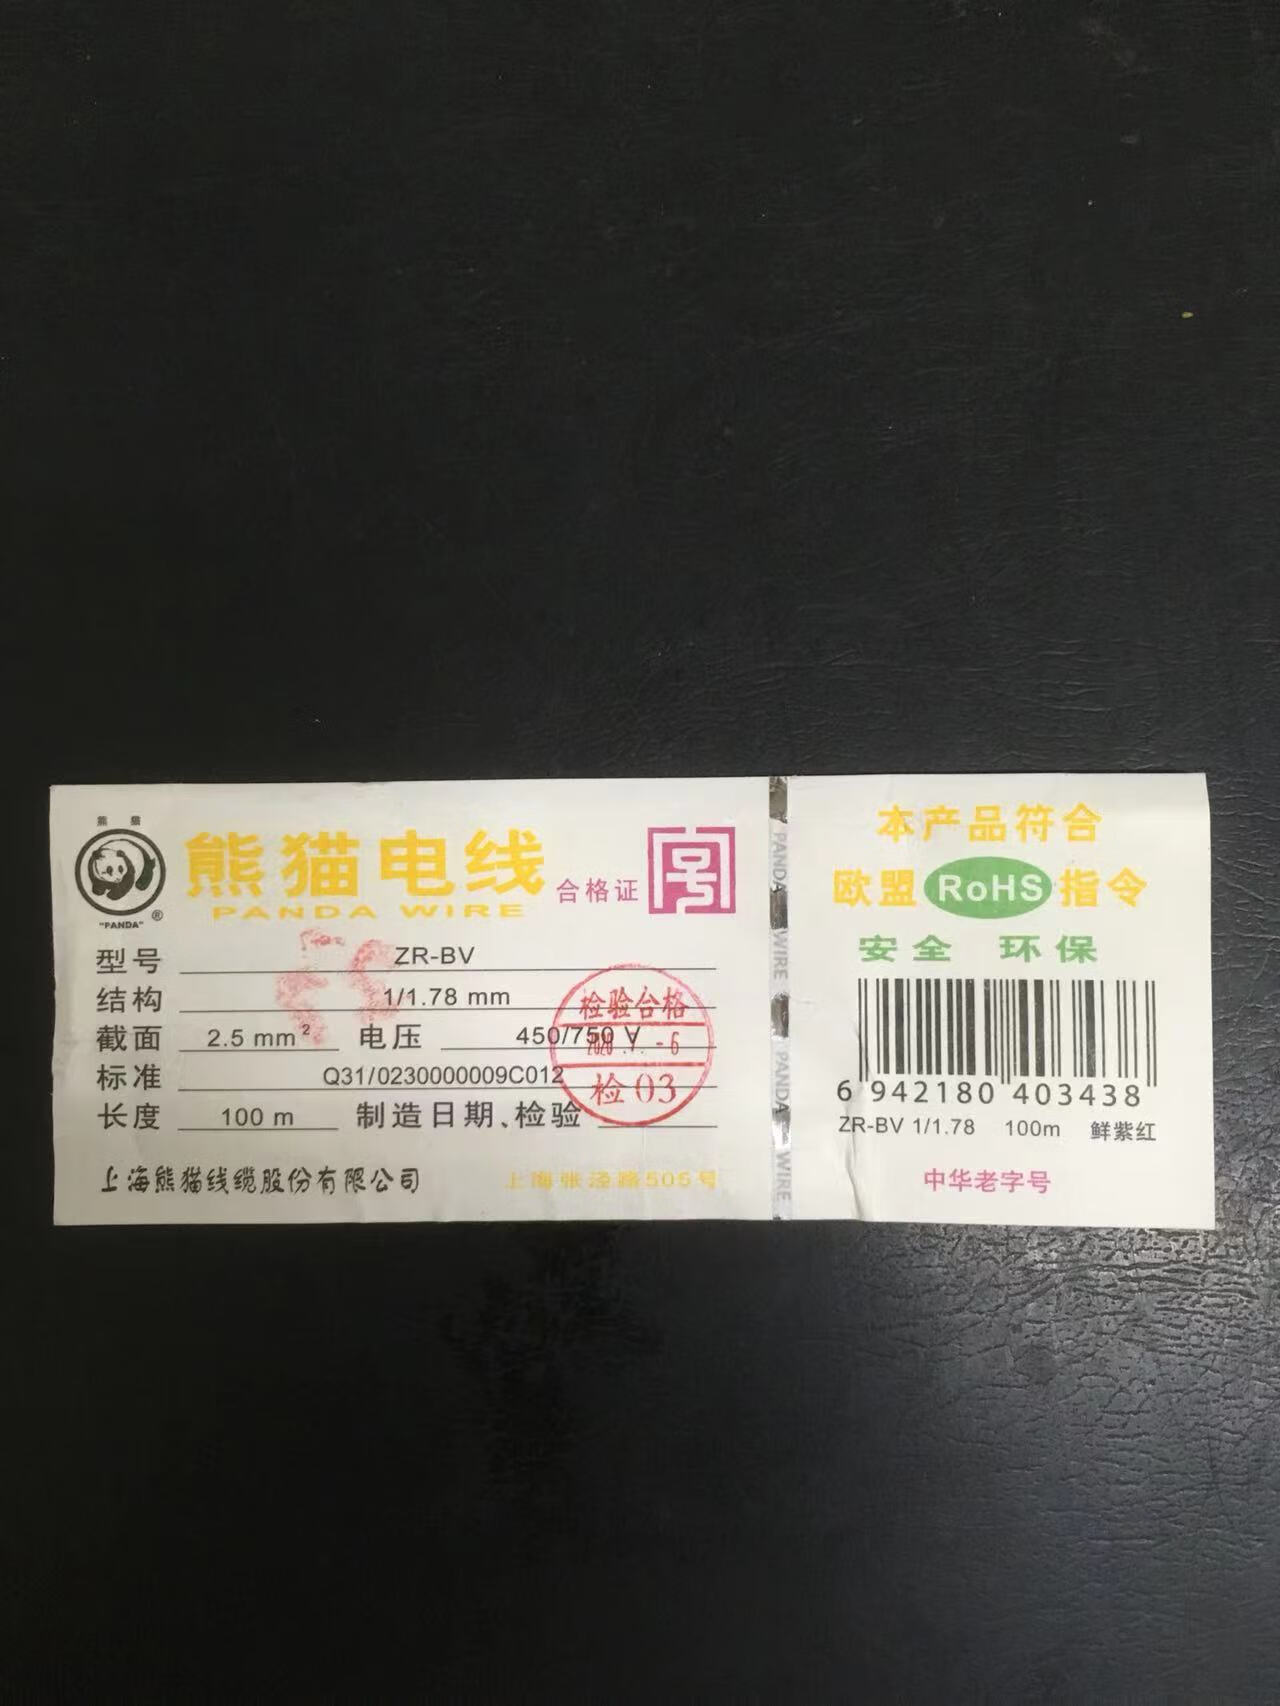 熊 猫
"PANDA" ®
熊猫电线
PANDA WIRE
合格证
型号 ZR-BV
结构 1/1.78 mm
截面 2.5 mm² 电压 450/750 V
标准 Q31/0230000009C012
长度 100 m 制造日期、检验
检验合格
检03
上海熊猫线缆股份有限公司
上海张泾路505号
PANDA WIRE PANDA WIRE
本产品符合
欧盟 RoHS 指令
安全 环保
6 942180 403438
ZR-BV 1/1.78 100m 鲜紫红
中华老字号